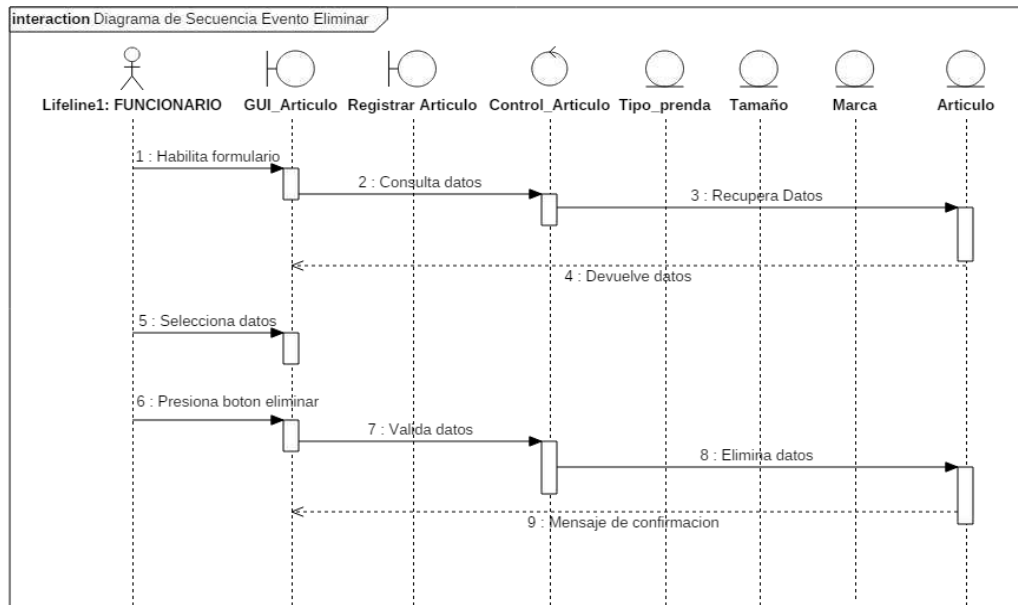 interaction Diagrama de Secuencia Evento Eliminar
Lifeline1: FUNCIONARIO
GUI_Articulo
Registrar Articulo
Control_Articulo
Tipo_prenda
Tamaño
Marca
Articulo
1 : Habilita formulario
2 : Consulta datos
3 : Recupera Datos
4 : Devuelve datos
5 : Selecciona datos
6 : Presiona boton eliminar
7 : Valida datos
8 : Elimina datos
9 : Mensaje de confirmacion